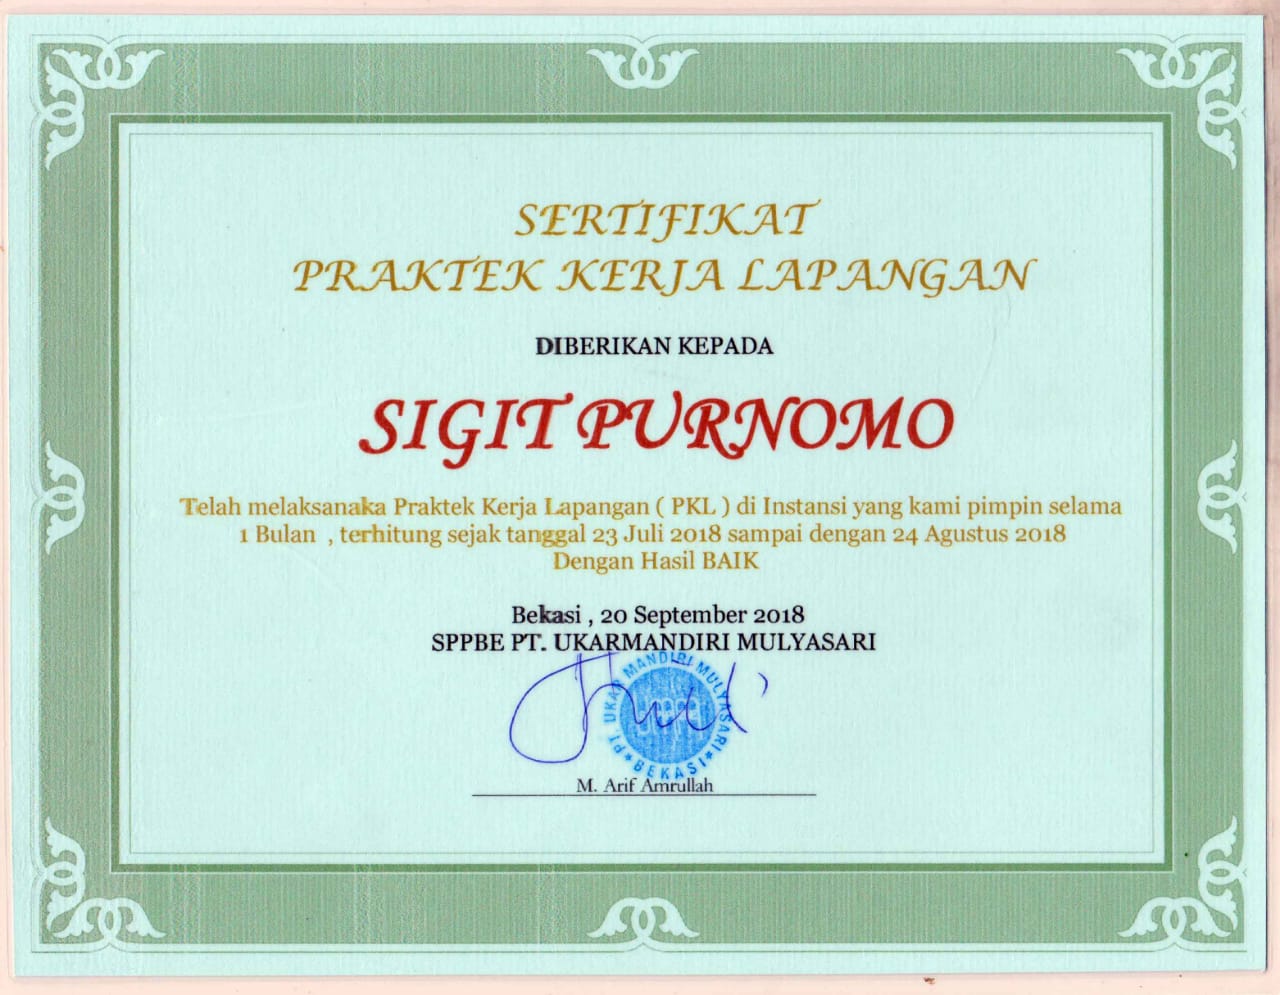 SERTIFIKAT
PRAKTEK KERJA LAPANGAN
DIBERIKAN KEPADA
SIGIT PURNOMO
Telah melaksanaka Praktek Kerja Lapangan ( PKL ) di Instansi yang kami pimpin selama
1 Bulan , terhitung sejak tanggal 23 Juli 2018 sampai dengan 24 Agustus 2018
Dengan Hasil BAIK
Bekasi , 20 September 2018
SPPBE PT. UKARMANDIRI MULYASARI
PT. UKAR MANDIRI MULYASARI
* BEKASI *
M. Arif Amrullah